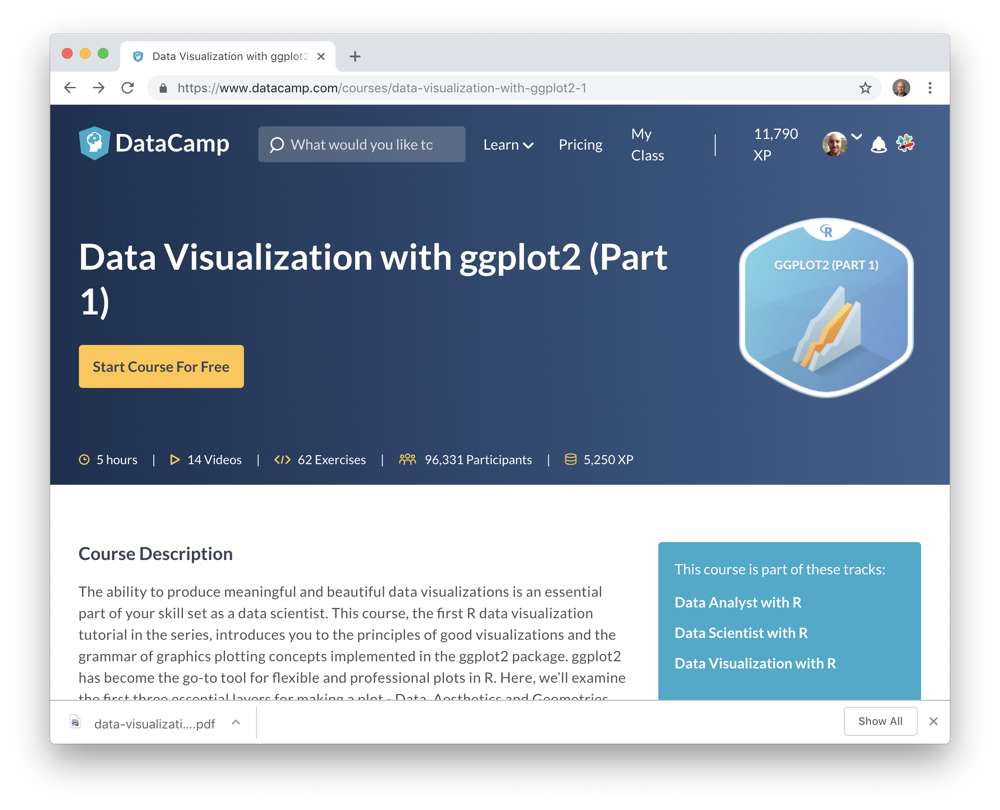 Data Visualization with ggplot2
https://www.datacamp.com/courses/data-visualization-with-ggplot2-1
DataCamp
What would you like to
Learn
Pricing
My
Class
11,790
XP
Data Visualization with ggplot2 (Part
1)
R
GGPLOT2 (PART 1)
Start Course For Free
5 hours | 14 Videos | </> 62 Exercises | 96,331 Participants | 5,250 XP
Course Description
The ability to produce meaningful and beautiful data visualizations is an essential
part of your skill set as a data scientist. This course, the first R data visualization
tutorial in the series, introduces you to the principles of good visualizations and the
grammar of graphics plotting concepts implemented in the ggplot2 package. ggplot2
has become the go-to tool for flexible and professional plots in R. Here, we’ll examine
the first three essential layers for making a plot - Data, Aesthetics and Geometries.
This course is part of these tracks:
Data Analyst with R
Data Scientist with R
Data Visualization with R
data-visualizati....pdf
Show All